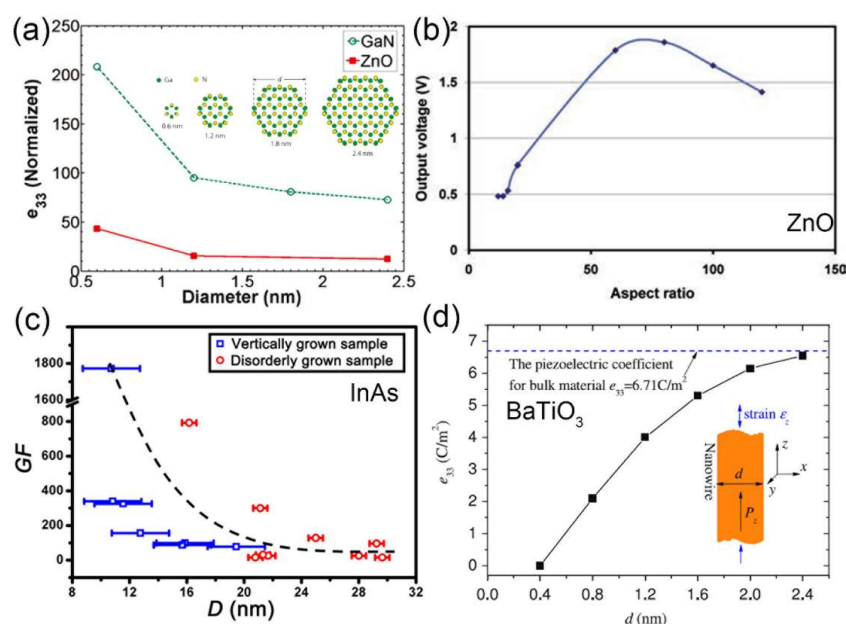 (a)
GaN
ZnO
Ga
N
d
0.6 nm
1.2 nm
1.8 nm
2.4 nm
250
200
150
100
50
0
e33 (Normalized)
0.5
1
1.5
2
2.5
Diameter (nm)
(b)
2
1.5
1
0.5
0
Output voltage (V)
ZnO
0
50
100
150
Aspect ratio
(c)
Vertically grown sample
Disorderly grown sample
InAs
1800
1600
800
600
400
200
0
GF
8
12
16
20
24
28
32
D (nm)
(d)
7
6
5
4
3
2
1
0
e33 (C/m2)
The piezoelectric coefficient
for bulk material e33=6.71C/m2
BaTiO3
strain εz
Nanowire
d
Pz
z
x
y
0.0
0.4
0.8
1.2
1.6
2.0
2.4
d (nm)